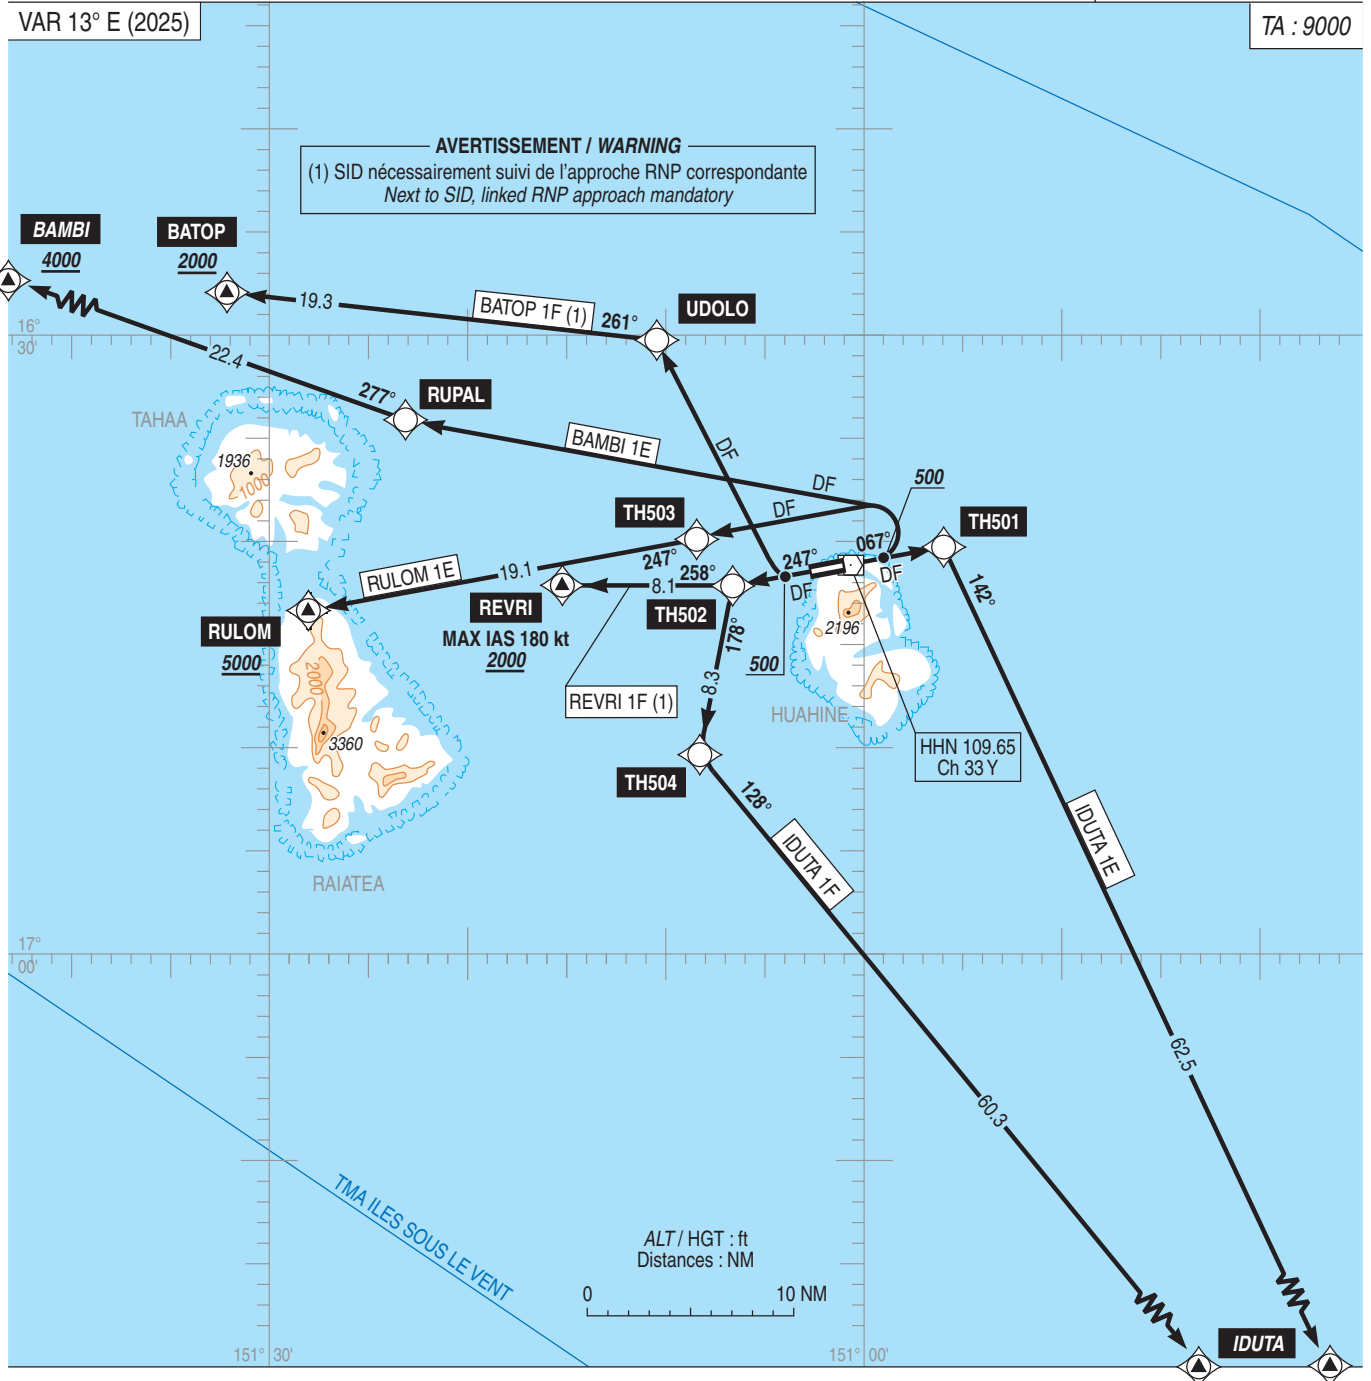 VAR 13° E (2025)
TA : 9000
AVERTISSEMENT / WARNING
(1) SID nécessairement suivi de l'approche RNP correspondante
Next to SID, linked RNP approach mandatory
BAMBI
4000
BATOP
2000
19.3
BATOP 1F (1)
261°
UDOLO
16°
30'
22.4
277°
RUPAL
TAHAA
BAMBI 1E
DF
1936
1000
DF
500
TH503
DF
TH501
067°
247°
DF
DF
247°
19.1
RULOM 1E
258°
8.1
REVRI
MAX IAS 180 kt
2000
TH502
142°
RULOM
5000
178°
2196
500
2000
8.3
REVRI 1F (1)
HUAHINE
3360
HHN 109.65
Ch 33 Y
TH504
128°
IDUTA 1F
IDUTA 1E
RAIATEA
17°
00'
62.5
60.3
TMA ILES SOUS LE VENT
ALT / HGT : ft
Distances : NM
0
10 NM
151° 30'
151° 00'
IDUTA